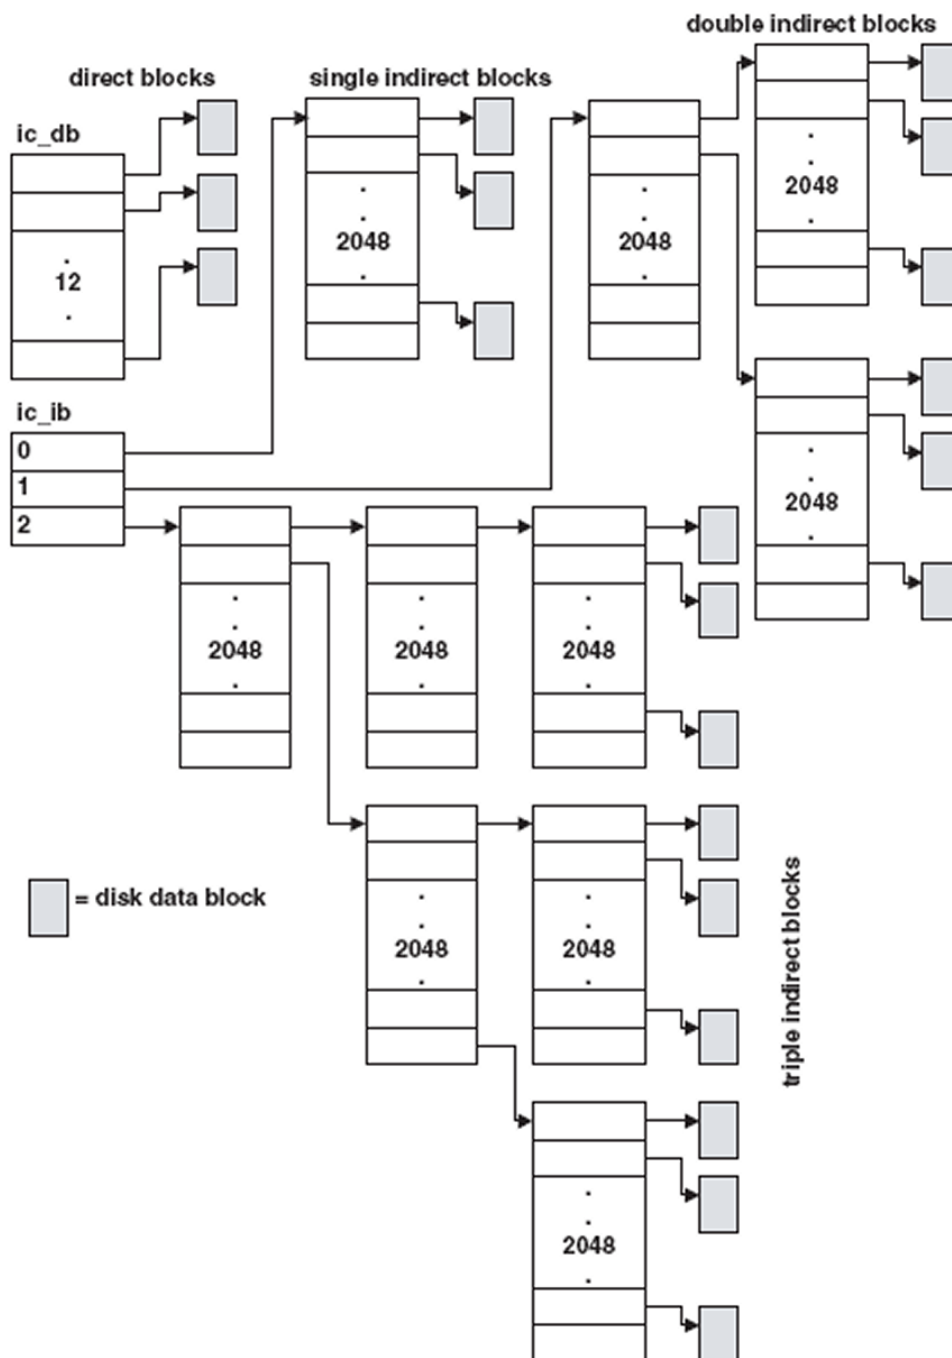 double indirect blocks
direct blocks
single indirect blocks
ic_db
12
2048
2048
2048
ic_ib
0
1
2
2048
2048
2048
2048
= disk data block
2048
2048
triple indirect blocks
2048